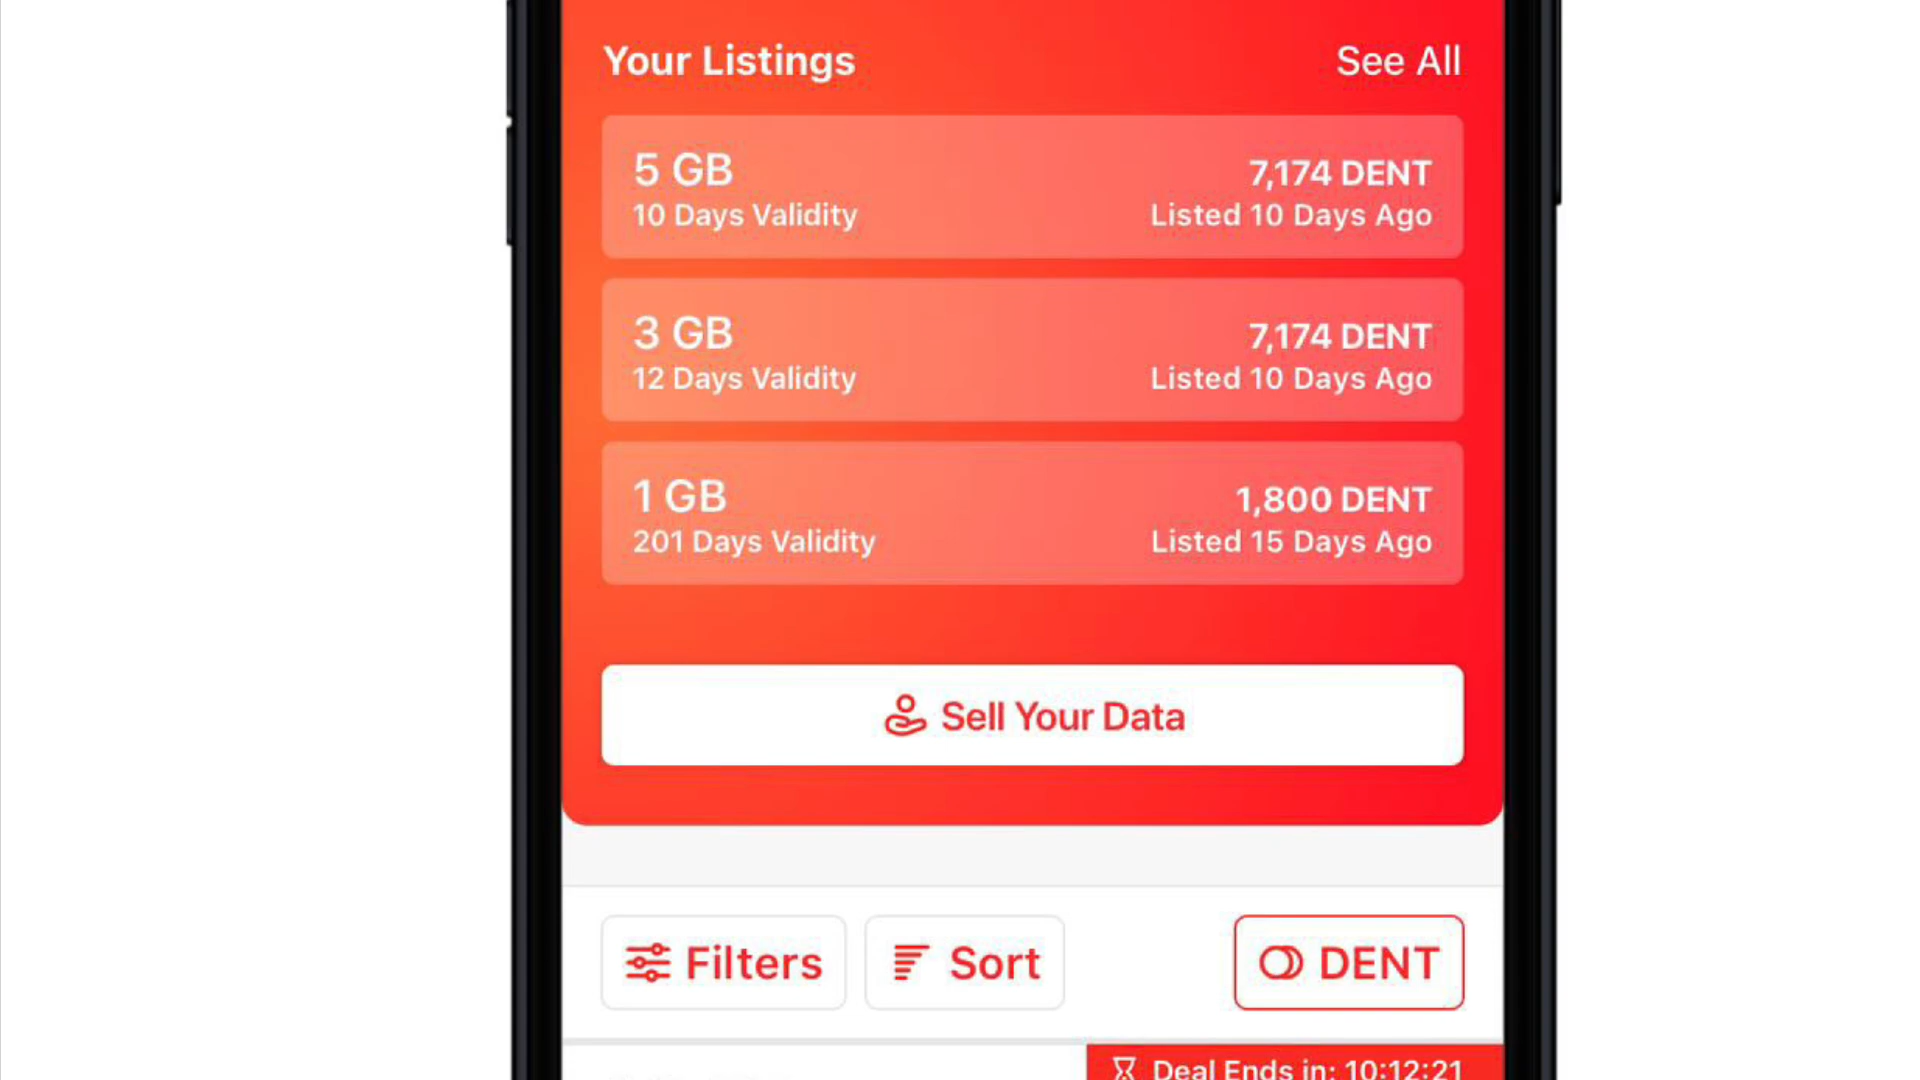 Your Listings
See All
5 GB
7,174 DENT
10 Days Validity
Listed 10 Days Ago
3 GB
7,174 DENT
12 Days Validity
Listed 10 Days Ago
1 GB
1,800 DENT
201 Days Validity
Listed 15 Days Ago
Sell Your Data
Filters
Sort
DENT
Deal Ends in: 10:12:21